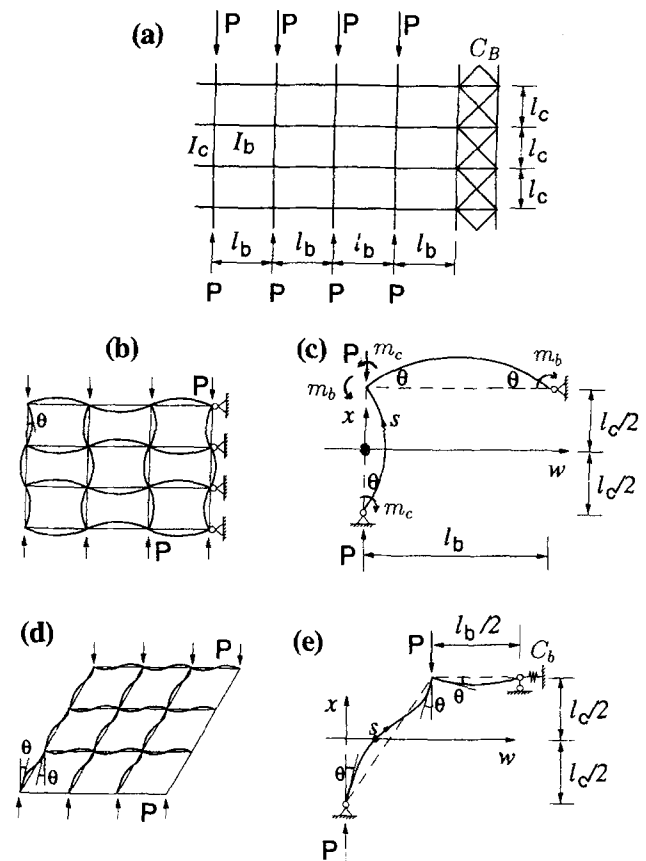 (a)
P P P P
C_B
l_c
I_c I_b
l_c
l_c
l_b l_b l_b l_b
P P P P
(b)
P
θ
P
(c)
P m_c
m_b θ θ m_b
x s
l_c/2
w
θ
l_c/2
m_c
P l_b
(d)
P
θ
θ
P
(e)
P l_b/2 C_b
θ
x θ
s l_c/2
w
θ l_c/2
P